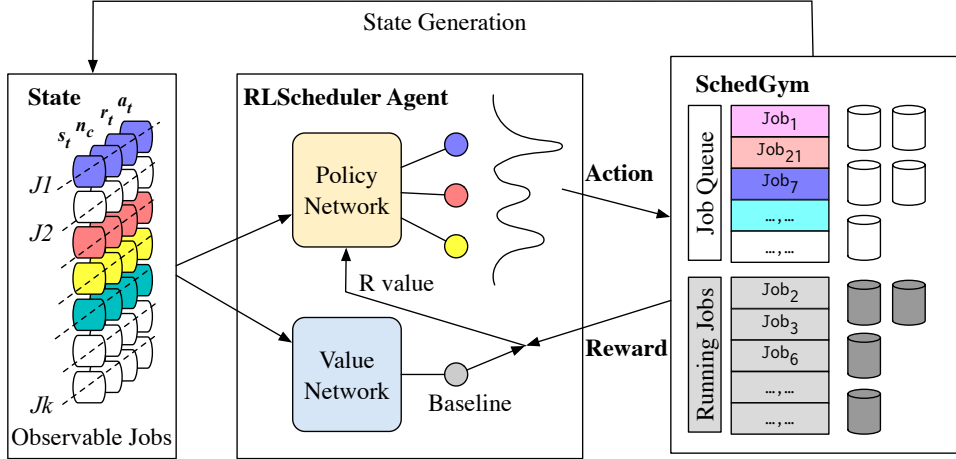 State Generation
State
s_t n_c r_t a_t
J1
J2
Jk
Observable Jobs
RLScheduler Agent
Policy
Network
R value
Value
Network
Baseline
Action
Reward
SchedGym
Job Queue
Job_1
Job_21
Job_7
...,...
...,...
Running Jobs
Job_2
Job_3
Job_6
...,...
...,...